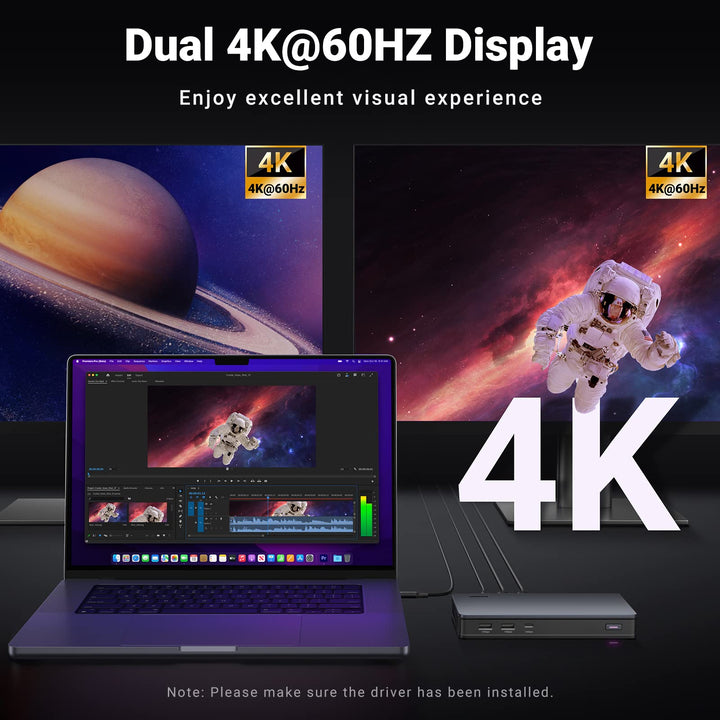 Dual 4K@60HZ Display
Enjoy excellent visual experience
4K
4K@60Hz
4K
4K@60Hz
4K
Note: Please make sure the driver has been installed.